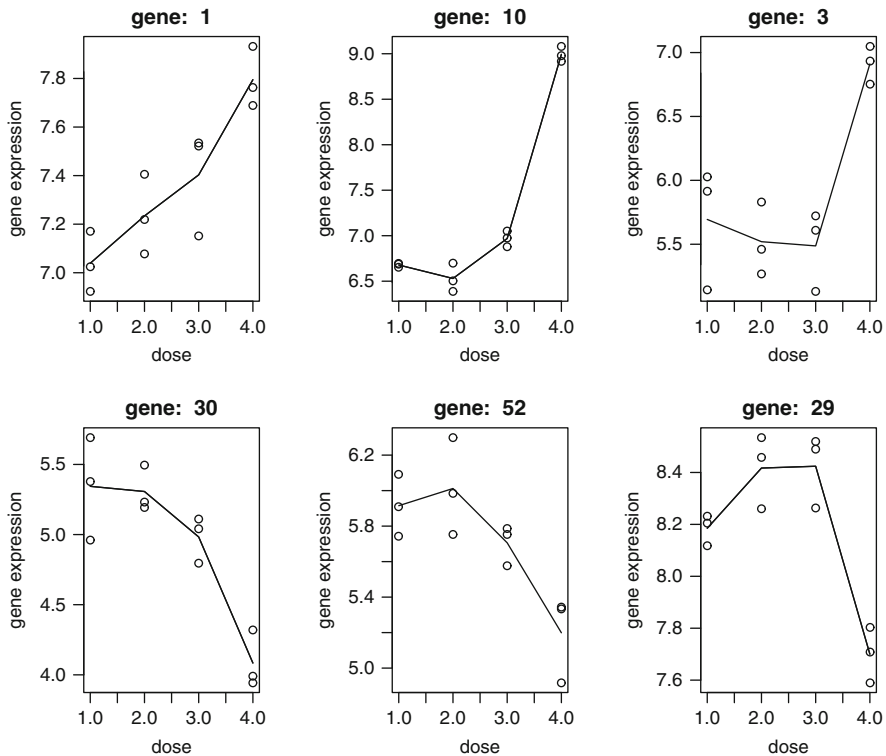 gene: 1
gene expression
7.8
7.6
7.4
7.2
7.0
1.0 2.0 3.0 4.0
dose
gene: 10
gene expression
9.0
8.5
8.0
7.5
7.0
6.5
1.0 2.0 3.0 4.0
dose
gene: 3
gene expression
7.0
6.5
6.0
5.5
1.0 2.0 3.0 4.0
dose
gene: 30
gene expression
5.5
5.0
4.5
4.0
1.0 2.0 3.0 4.0
dose
gene: 52
gene expression
6.2
5.8
5.4
5.0
1.0 2.0 3.0 4.0
dose
gene: 29
gene expression
8.4
8.2
8.0
7.8
7.6
1.0 2.0 3.0 4.0
dose